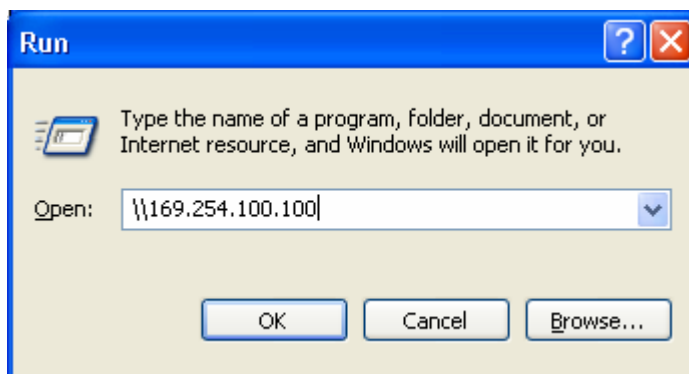 Run
Type the name of a program, folder, document, or
Internet resource, and Windows will open it for you.
Open: \\169.254.100.100
OK Cancel Browse...